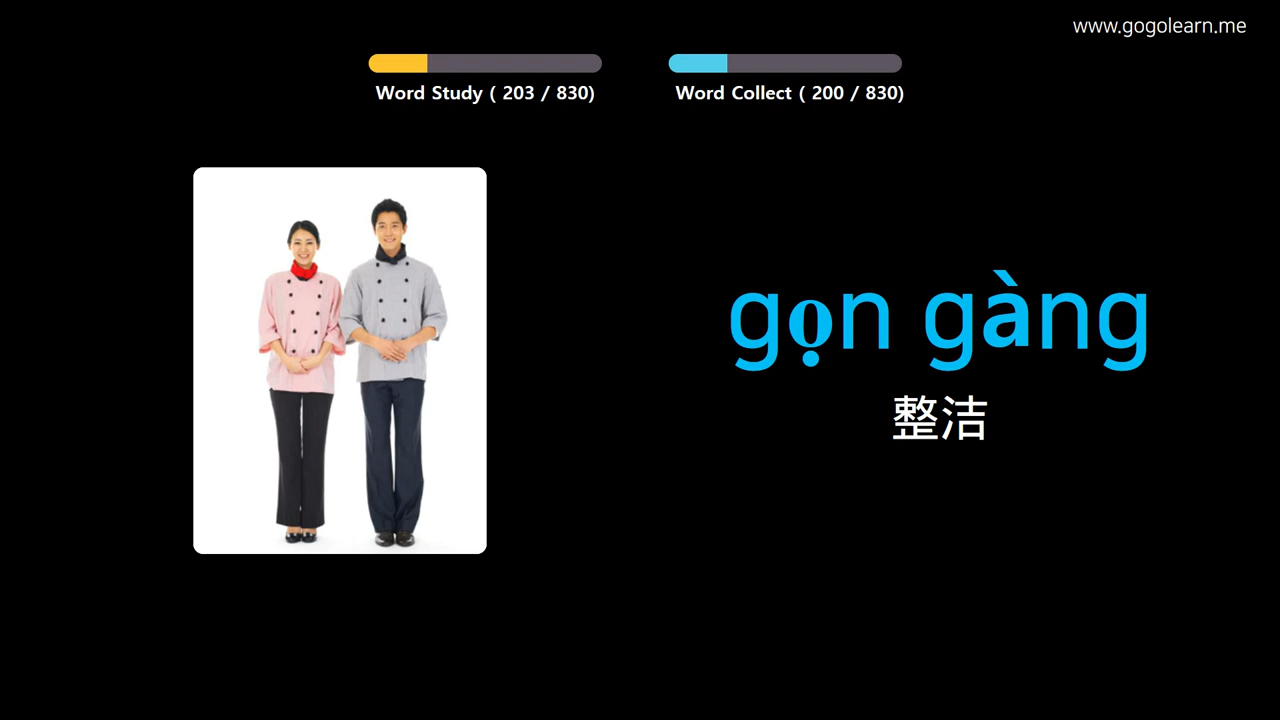 www.gogolearn.me
Word Study ( 203 / 830)
Word Collect ( 200 / 830)
gọn gàng
整洁